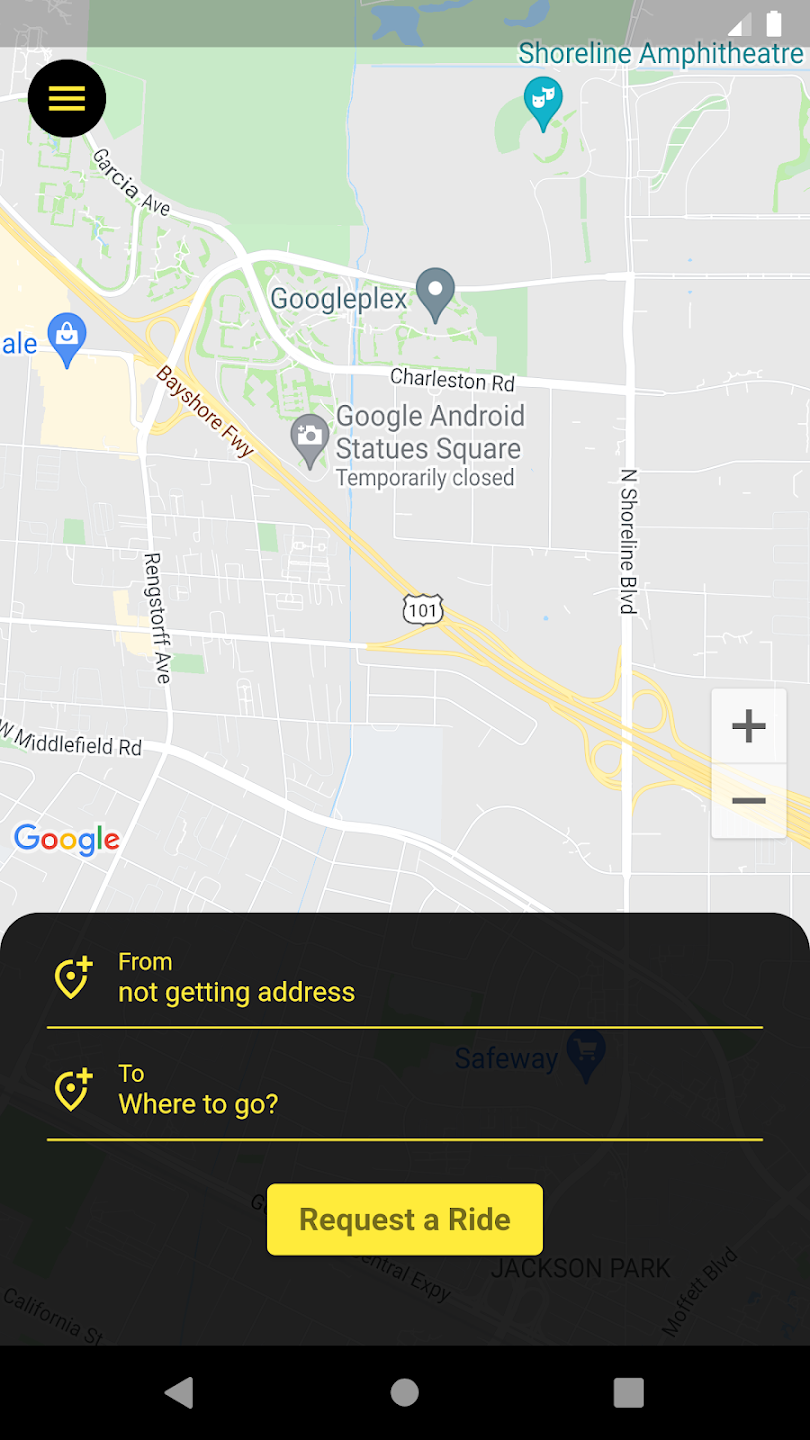 Shoreline Amphitheatre
Garcia Ave
Googleplex
ale
Charleston Rd
Bayshore Fwy
Google Android
Statues Square
Temporarily closed
N Shoreline Blvd
Rengstorff Ave
101
W Middlefield Rd
Google
From
not getting address
Safeway
To
Where to go?
Request a Ride
entral Expy
JACKSON PARK
Moffett Blvd
California St